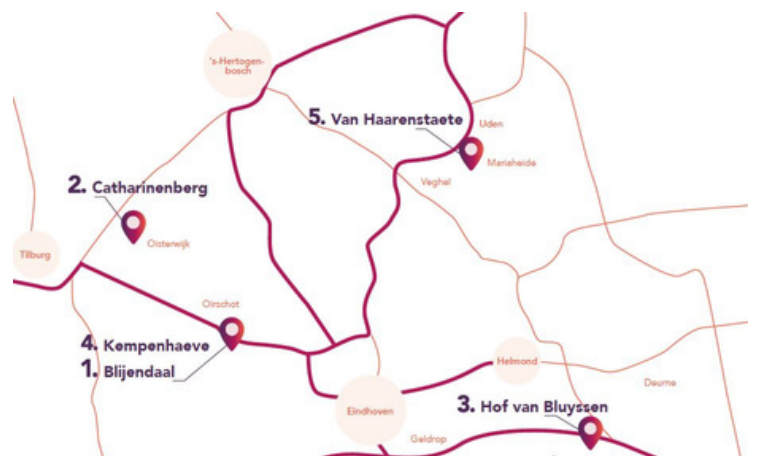 's-Hertogen-
bosch
5. Van Haarenstaete
Uden
Mariaheide
Veghel
2. Catharinenberg
Oisterwijk
Tilburg
Oirschot
4. Kempenhaeve
1. Blijendaal
Helmond
Deurne
3. Hof van Bluyssen
Eindhoven
Geldrop